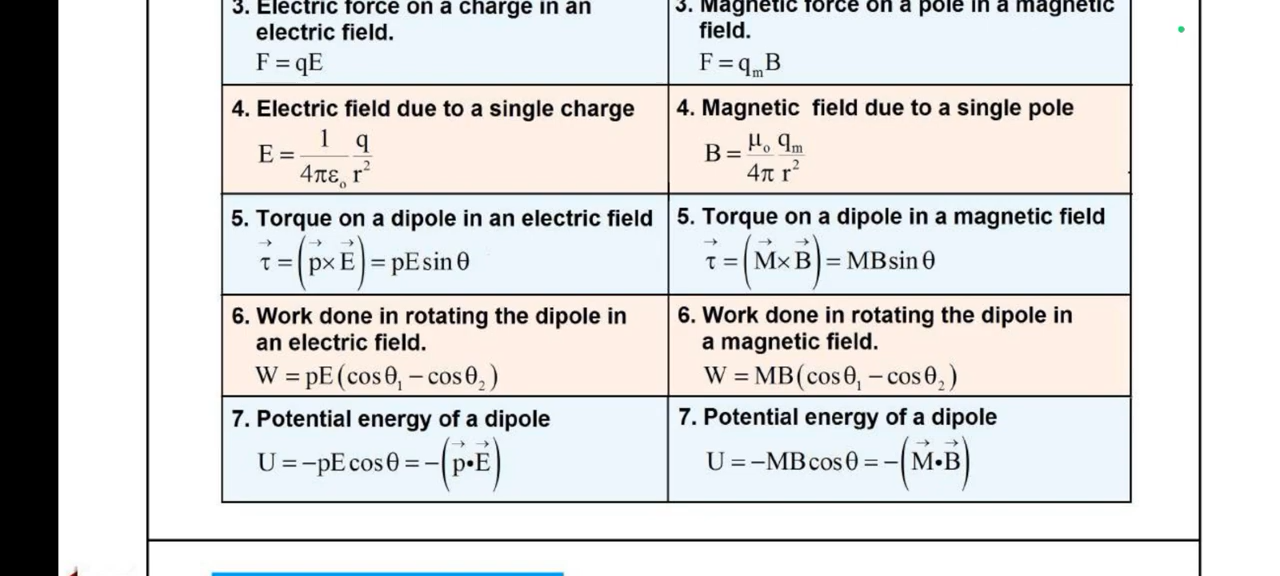 3. Electric force on a charge in an
electric field.
F = qE
3. Magnetic force on a pole in a magnetic
field.
F = qₘB
4. Electric field due to a single charge
E = 1/(4πε₀) q/r²
4. Magnetic field due to a single pole
B = μ₀/(4π) qₘ/r²
5. Torque on a dipole in an electric field
τ⃗ = (p⃗ × E⃗) = pE sin θ
5. Torque on a dipole in a magnetic field
τ⃗ = (M⃗ × B⃗) = MB sin θ
6. Work done in rotating the dipole in
an electric field.
W = pE (cos θ₁ − cos θ₂)
6. Work done in rotating the dipole in
a magnetic field.
W = MB (cos θ₁ − cos θ₂)
7. Potential energy of a dipole
U = −pE cos θ = −(p⃗•E⃗)
7. Potential energy of a dipole
U = −MB cos θ = −(M⃗•B⃗)